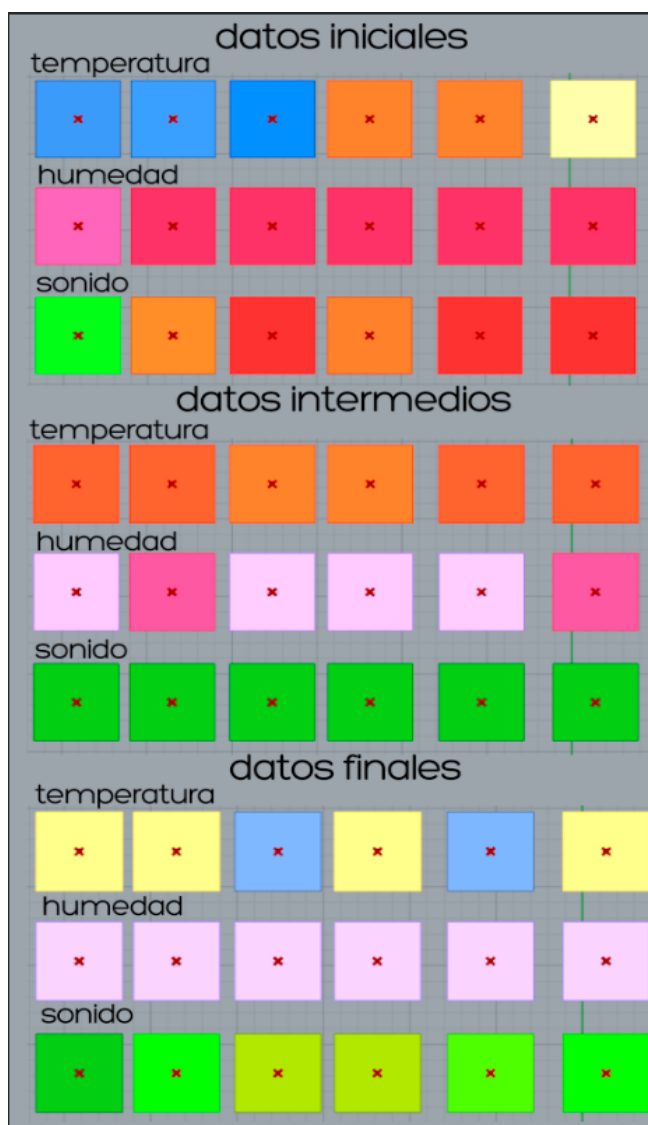 datos iniciales
temperatura
humedad
sonido
datos intermedios
temperatura
humedad
sonido
datos finales
temperatura
humedad
sonido